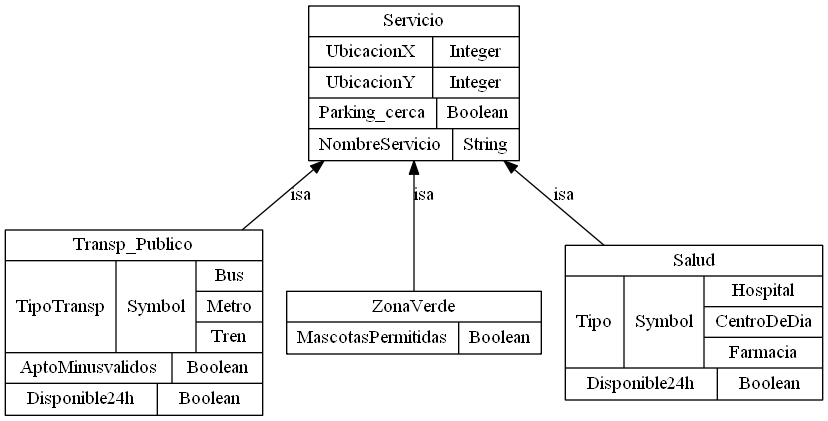 Servicio
UbicacionX Integer
UbicacionY Integer
Parking_cerca Boolean
NombreServicio String
isa isa isa
Transp_Publico
TipoTransp Symbol Bus
Metro
Tren
AptoMinusvalidos Boolean
Disponible24h Boolean
ZonaVerde
MascotasPermitidas Boolean
Salud
Tipo Symbol Hospital
CentroDeDia
Farmacia
Disponible24h Boolean